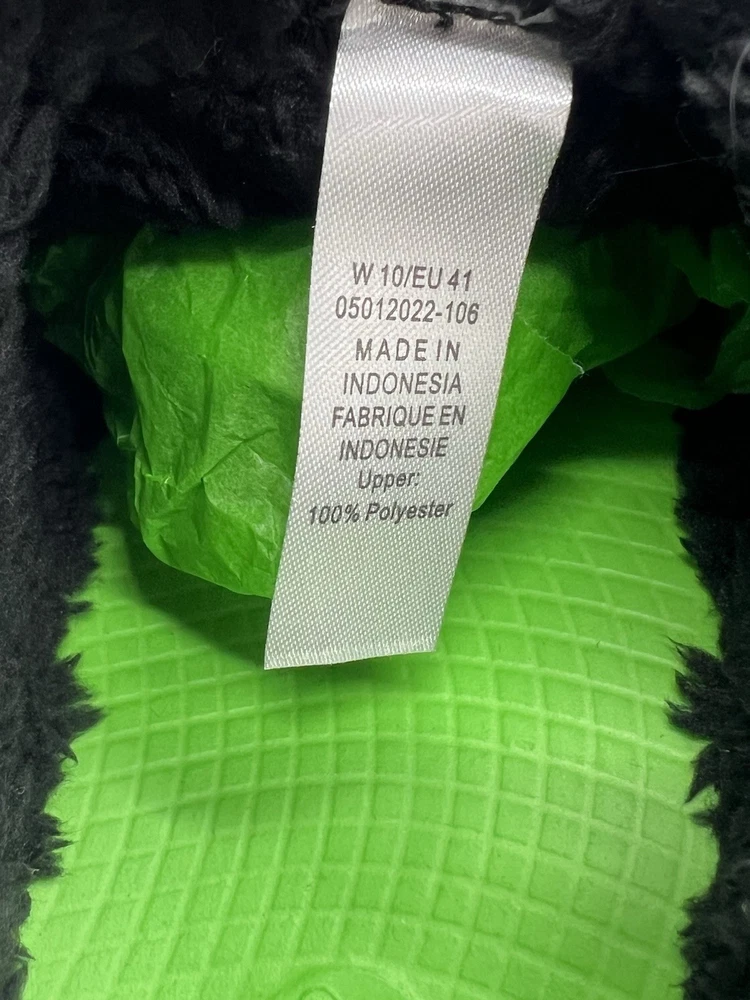 W 10/EU 41
05012022-106
MADE IN
INDONESIA
FABRIQUE EN
INDONESIE
Upper:
100% Polyester